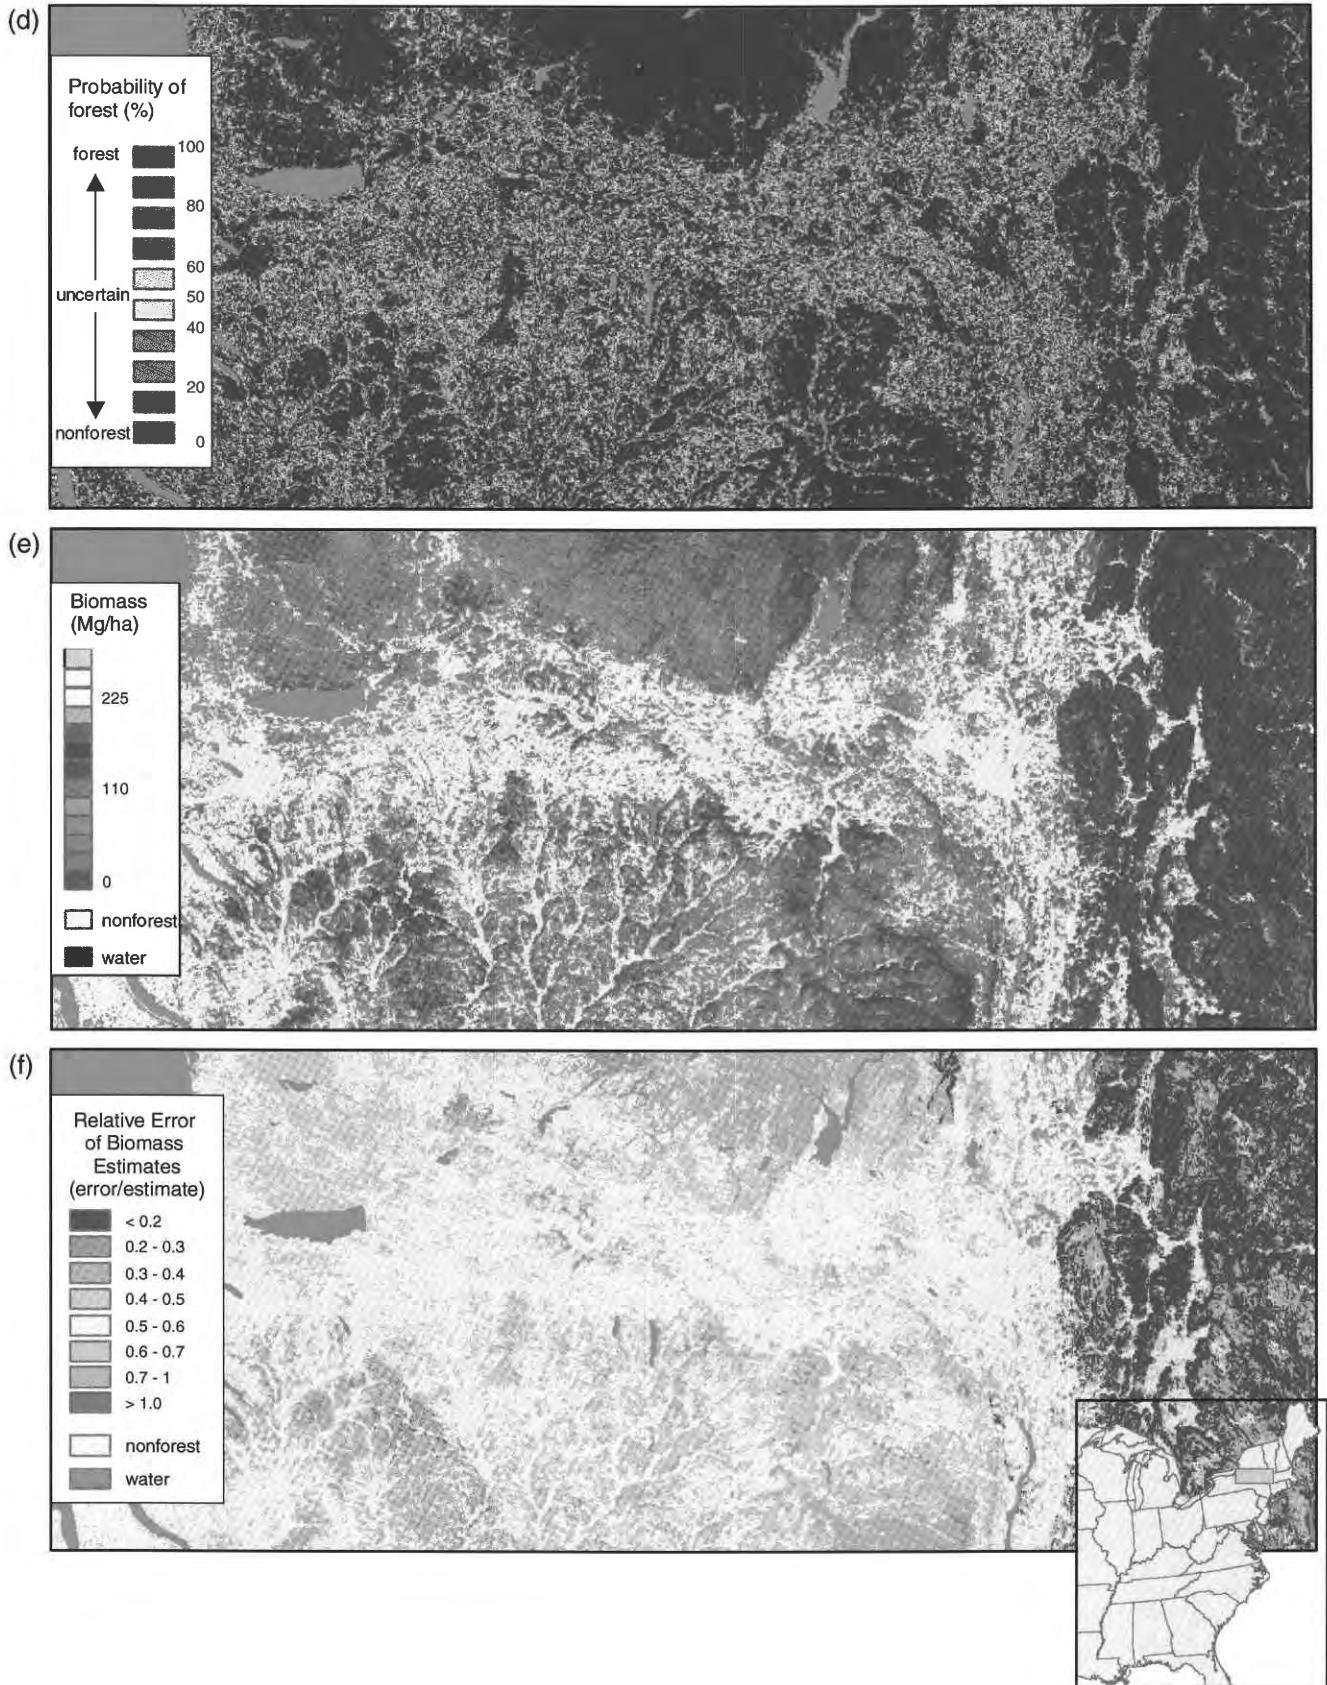 (d)
Probability of
forest (%)
forest
100
80
60
uncertain
50
40
20
nonforest
0
(e)
Biomass
(Mg/ha)
225
110
0
nonforest
water
(f)
Relative Error
of Biomass
Estimates
(error/estimate)
< 0.2
0.2 - 0.3
0.3 - 0.4
0.4 - 0.5
0.5 - 0.6
0.6 - 0.7
0.7 - 1
> 1.0
nonforest
water